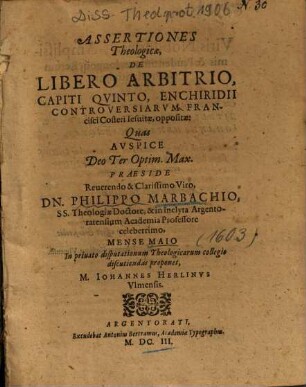 Diss. Theol. prot. 1906
N. 30
ASSERTIONES
Theologicæ,
DE
LIBERO ARBITRIO,
CAPITI QVINTO, ENCHIRIDII
CONTROVERSIARVM FRAN-
cisci Costeri Iesuitæ, oppositæ:
Quas
AVSPICE
Deo Ter Optim. Max.
PRAESIDE
Reuerendo & Clarissimo Viro,
DN. PHILIPPO MARBACHIO,
SS. Theologiæ Doctore, & in Inclyta Argento-
ratensium Academia Professore
celeberrimo,
MENSE MAIO
(1603)
In priuato disputationum Theologicarum collegio
discutiendas proponet,
M. IOHANNES HERLINVS
Vlmensis.
ARGENTORATI,
Excudebat Antonius Bertramus, Academiæ Typographus.
M. DC. III.